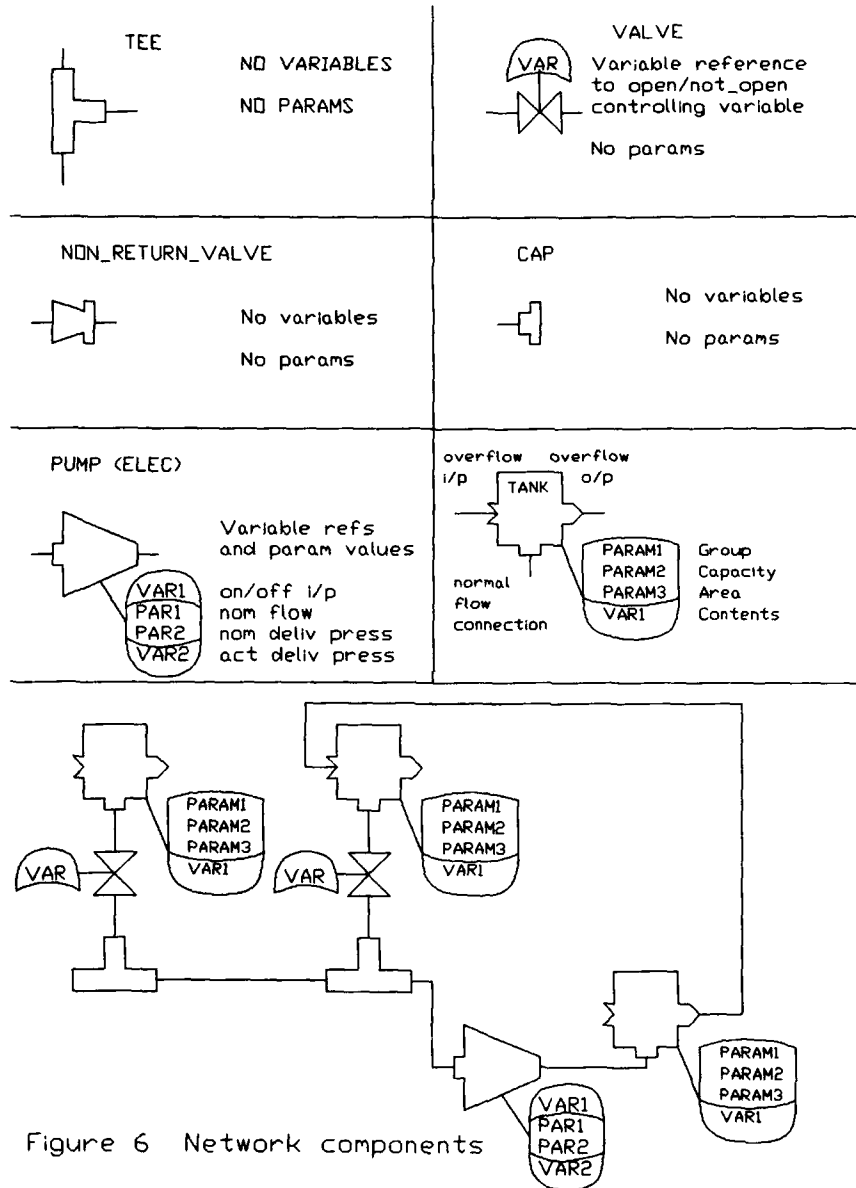 TEE
NO VARIABLES
NO PARAMS
VALVE
VAR
Variable reference
to open/not_open
controlling variable
No params
NON_RETURN_VALVE
No variables
No params
CAP
No variables
No params
PUMP (ELEC)
Variable refs
and param values
VAR1 on/off i/p
PAR1 nom flow
PAR2 nom deliv press
VAR2 act deliv press
overflow overflow
i/p o/p
TANK
PARAM1 Group
PARAM2 Capacity
PARAM3 Area
VAR1 Contents
normal
flow
connection
PARAM1
PARAM2
PARAM3
VAR1
VAR
PARAM1
PARAM2
PARAM3
VAR1
VAR
PARAM1
PARAM2
PARAM3
VAR1
VAR1
PAR1
PAR2
VAR2
Figure 6 Network components